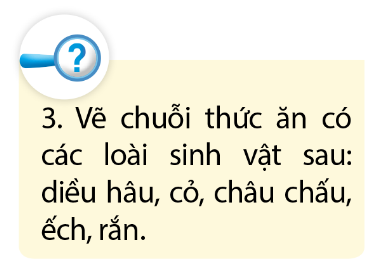 ?
3. Vẽ chuỗi thức ăn có
các loài sinh vật sau:
diều hâu, cỏ, châu chấu,
ếch, rắn.